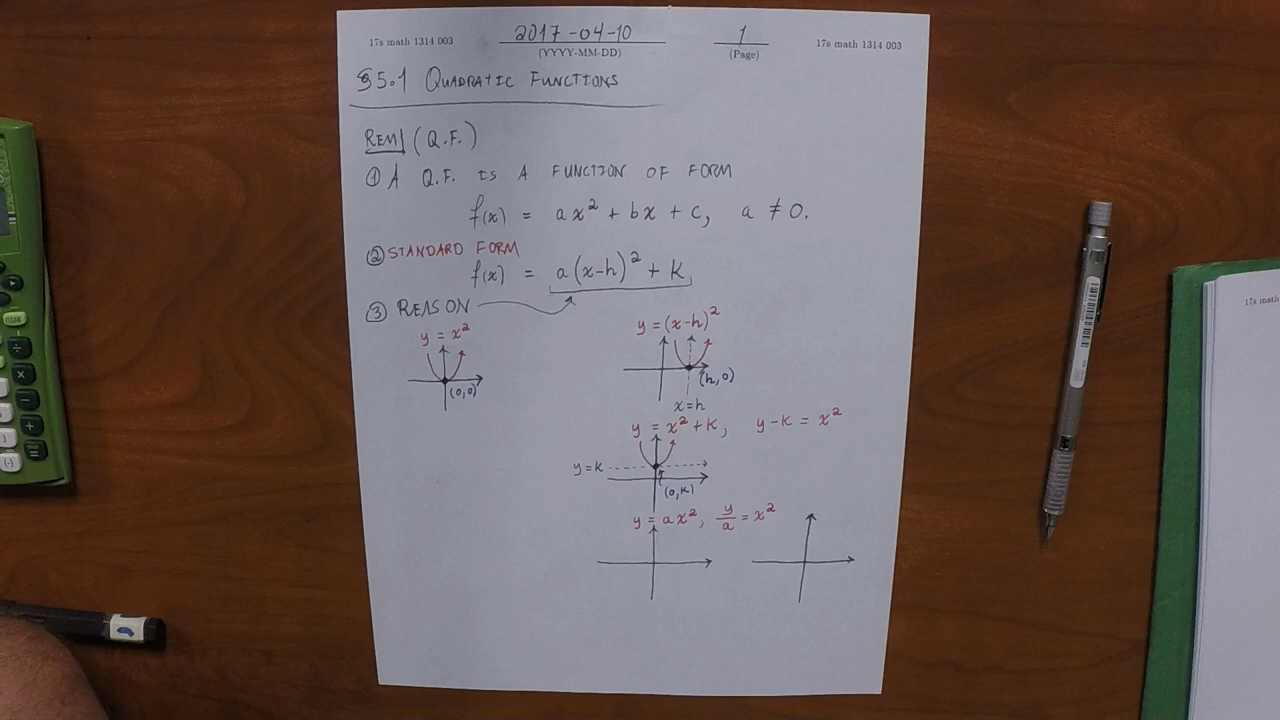 17s math 1314 003 2017-04-10 1 17s math 1314 003
(YYYY-MM-DD) (Page)
§5.1 QUADRATIC FUNCTIONS
REM (Q.F.)
① A Q.F. IS A FUNCTION OF FORM
f(x) = ax² + bx + c, a ≠ 0.
② STANDARD FORM
f(x) = a(x-h)² + k
③ REASON
y = x²
(0,0)
y = (x-h)²
(h,0)
x=h
y = x² + k, y-k = x²
y=k
(0,k)
y = ax², y/a = x²
17s math